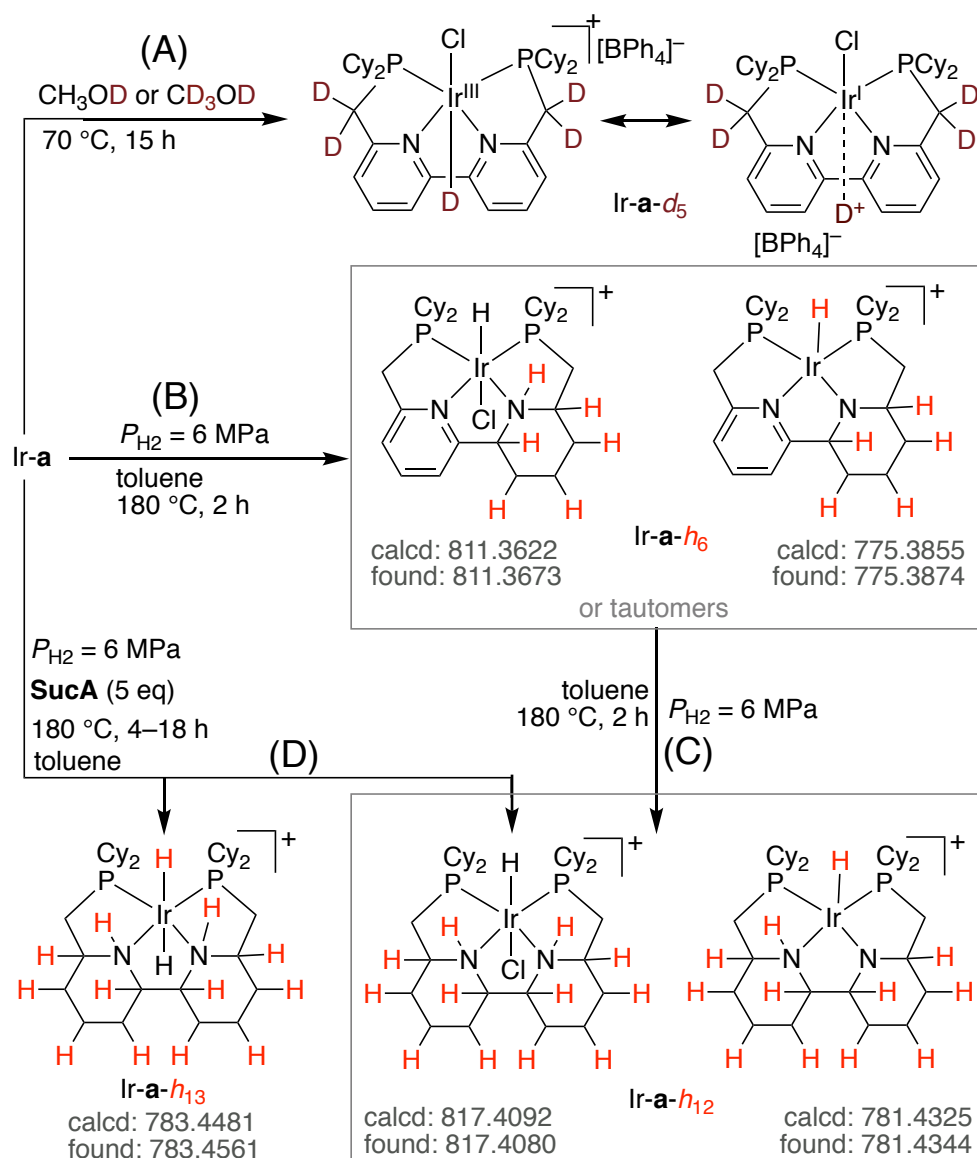 (A)
CH3OD or CD3OD
70 °C, 15 h
Cl
Cy2P
PCy2
IrIII
D
D
D
D
N
N
D
+
[BPh4]–
Ir-a-d5
Cl
Cy2P
PCy2
IrI
D
D
D
D
N
N
D+
[BPh4]–
Ir-a
(B)
PH2 = 6 MPa
toluene
180 °C, 2 h
Cy2
P
H
Cy2
P
+
Ir
H
N
N
Cl
H
H
H
H
H
calcd: 811.3622
found: 811.3673
Ir-a-h6
Cy2
P
H
Cy2
P
+
Ir
N
N
H
H
H
H
H
calcd: 775.3855
found: 775.3874
or tautomers
toluene
180 °C, 2 h
PH2 = 6 MPa
(C)
PH2 = 6 MPa
SucA (5 eq)
180 °C, 4–18 h
toluene
(D)
Cy2
P
H
Cy2
P
+
Ir
H
H
H
N
N
H
H
H
H
H
H
H
H
H
H
H
Ir-a-h13
calcd: 783.4481
found: 783.4561
Cy2
P
H
Cy2
P
+
Ir
H
H
H
N
N
H
Cl
H
H
H
H
H
H
H
H
calcd: 817.4092
found: 817.4080
Ir-a-h12
Cy2
P
H
Cy2
P
+
Ir
H
H
N
N
H
H
H
H
H
H
H
H
H
calcd: 781.4325
found: 781.4344